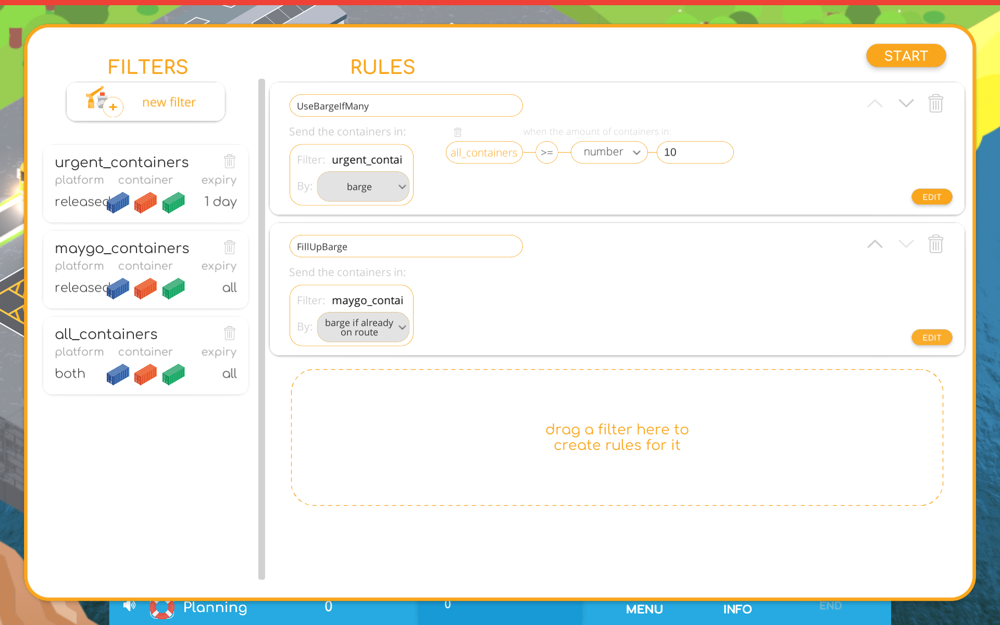 FILTERS
RULES
START
new filter
urgent_containers
platform container expiry
released 1 day
maygo_containers
platform container expiry
released all
all_containers
platform container expiry
both all
UseBargeIfMany
Send the containers in:
when the amount of containers in:
Filter: urgent_contai
all_containers >= number 10
By: barge
EDIT
FillUpBarge
Send the containers in:
Filter: maygo_contai
By: barge if already
on route
EDIT
drag a filter here to
create rules for it
Planning 0 0 MENU INFO END